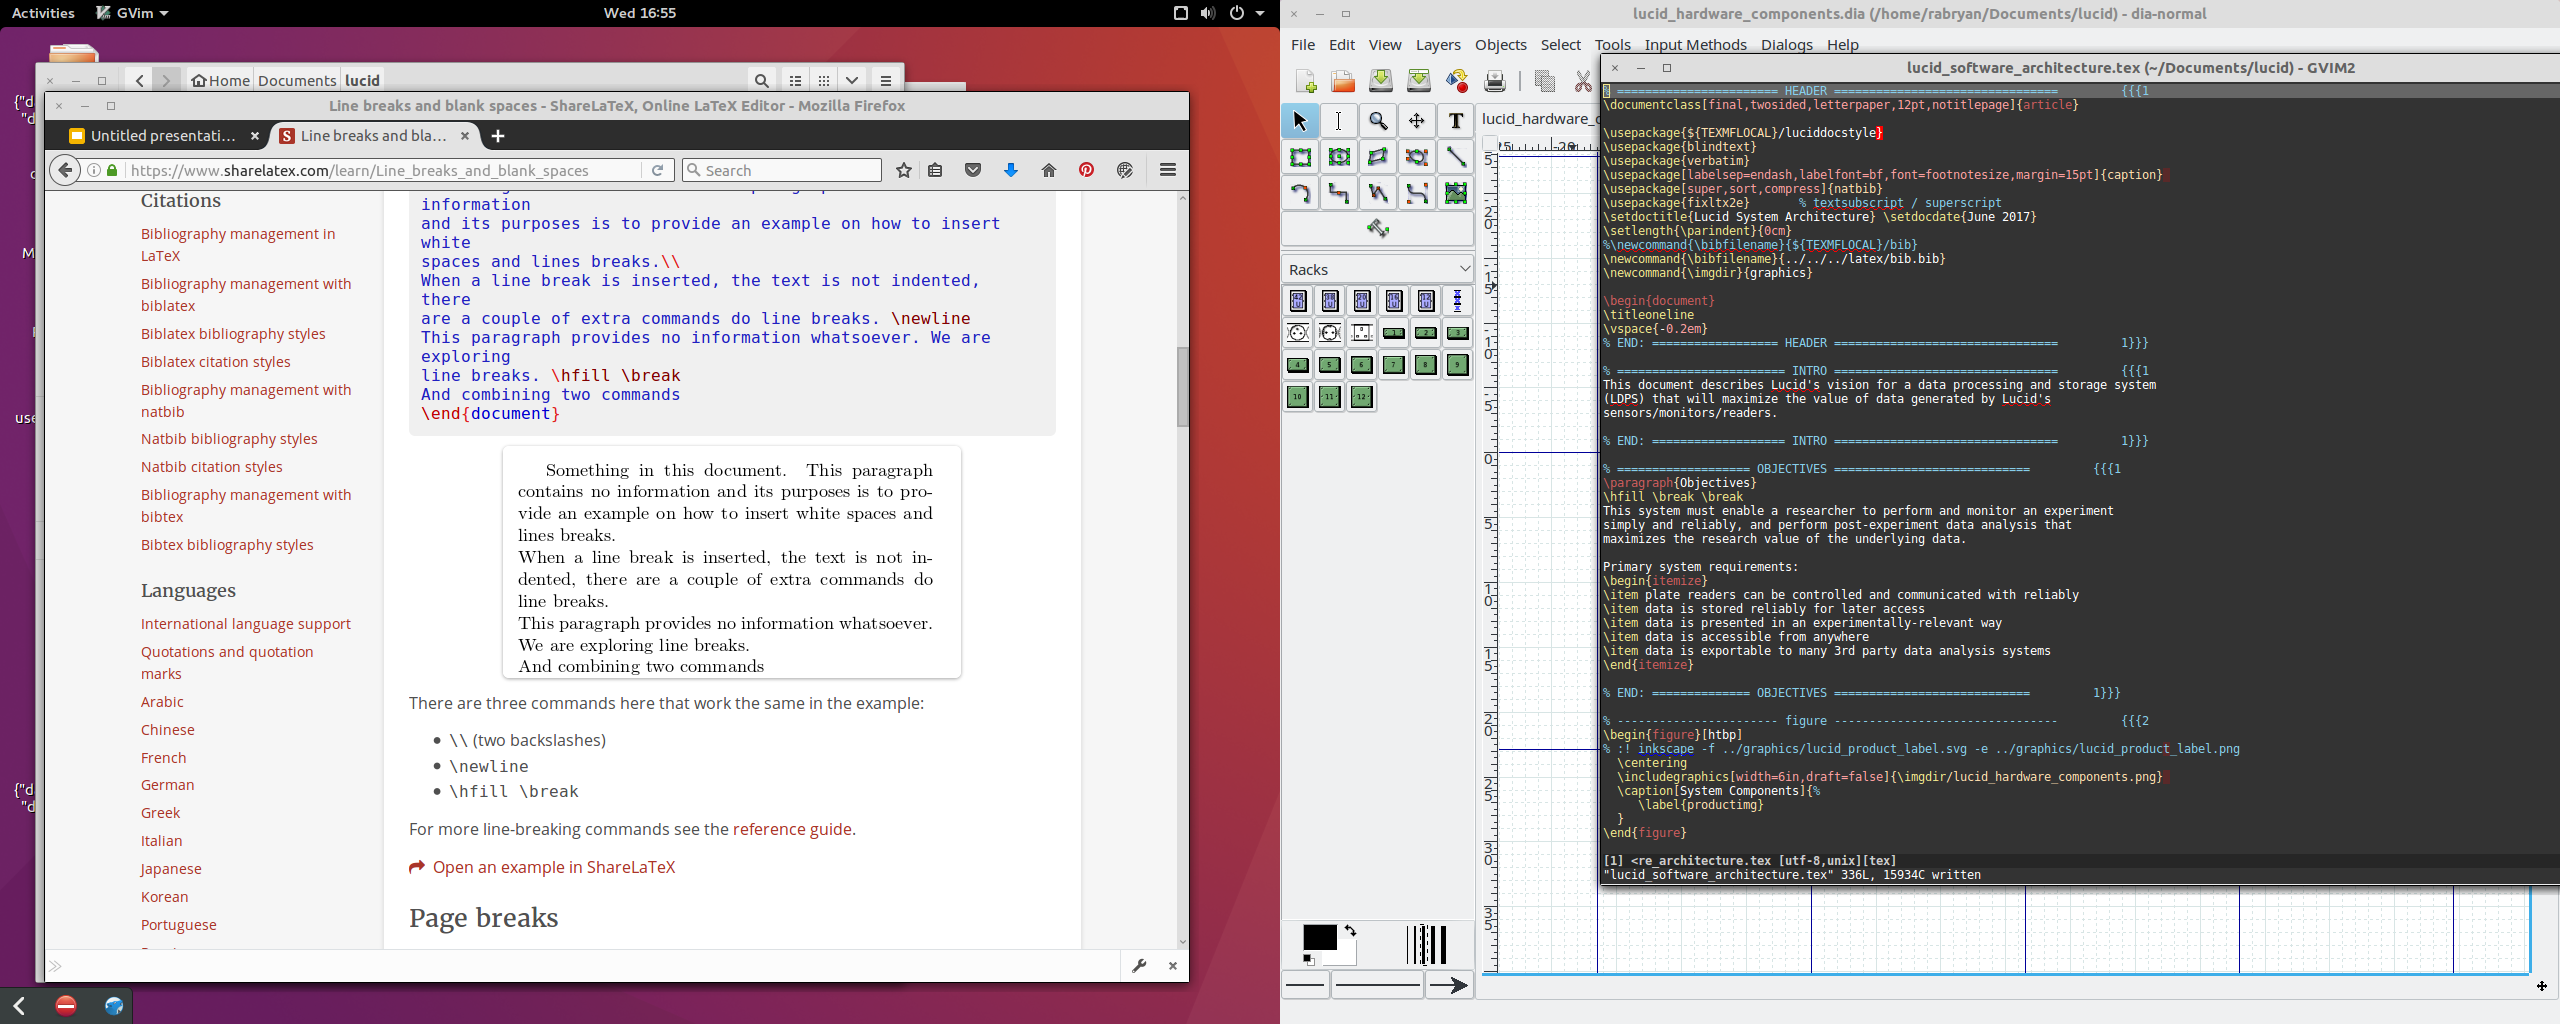 Activities
GVim
Wed 16:55
Home
Documents
lucid
Line breaks and blank spaces - ShareLaTeX, Online LaTeX Editor - Mozilla Firefox
Untitled presentati...
Line breaks and bla...
https://www.sharelatex.com/learn/Line_breaks_and_blank_spaces
Search
Citations
Bibliography management in
LaTeX
Bibliography management with
biblatex
Biblatex bibliography styles
Biblatex citation styles
Bibliography management with
natbib
Natbib bibliography styles
Natbib citation styles
Bibliography management with
bibtex
Bibtex bibliography styles
Languages
International language support
Quotations and quotation
marks
Arabic
Chinese
French
German
Greek
Italian
Japanese
Korean
Portuguese
information
and its purposes is to provide an example on how to insert
white
spaces and lines breaks.\\
When a line break is inserted, the text is not indented,
there
are a couple of extra commands do line breaks. \newline
This paragraph provides no information whatsoever. We are
exploring
line breaks. \hfill \break
And combining two commands
\end{document}
Something in this document. This paragraph
contains no information and its purposes is to pro-
vide an example on how to insert white spaces and
lines breaks.
When a line break is inserted, the text is not in-
dented, there are a couple of extra commands do
line breaks.
This paragraph provides no information whatsoever.
We are exploring line breaks.
And combining two commands
There are three commands here that work the same in the example:
\\ (two backslashes)
\newline
\hfill \break
For more line-breaking commands see the reference guide.
Open an example in ShareLaTeX
Page breaks
lucid_hardware_components.dia (/home/rabryan/Documents/lucid) - dia-normal
File Edit View Layers Objects Select Tools Input Methods Dialogs Help
lucid_hardware_c
Racks
lucid_software_architecture.tex (~/Documents/lucid) - GVIM2
% ======================= HEADER ================================ {{{1
\documentclass[final,twosided,letterpaper,12pt,notitlepage]{article}
\usepackage{${TEXMFLOCAL}/luciddocstyle}
\usepackage{blindtext}
\usepackage{verbatim}
\usepackage[labelsep=endash,labelfont=bf,font=footnotesize,margin=15pt]{caption}
\usepackage[super,sort,compress]{natbib}
\usepackage{fixltx2e} % textsubscript / superscript
\setdoctitle{Lucid System Architecture} \setdocdate{June 2017}
\setlength{\parindent}{0cm}
%\newcommand{\bibfilename}{${TEXMFLOCAL}/bib}
\newcommand{\bibfilename}{../../../latex/bib.bib}
\newcommand{\imgdir}{graphics}
\begin{document}
\titleoneline
\vspace{-0.2em}
% END: ================== HEADER ================================ 1}}}
% ======================== INTRO ================================ {{{1
This document describes Lucid's vision for a data processing and storage system
(LDPS) that will maximize the value of data generated by Lucid's
sensors/monitors/readers.
% END: =================== INTRO ================================ 1}}}
% =================== OBJECTIVES ============================ {{{1
\paragraph{Objectives}
\hfill \break \break
This system must enable a researcher to perform and monitor an experiment
simply and reliably, and perform post-experiment data analysis that
maximizes the research value of the underlying data.
Primary system requirements:
\begin{itemize}
\item plate readers can be controlled and communicated with reliably
\item data is stored reliably for later access
\item data is presented in an experimentally-relevant way
\item data is accessible from anywhere
\item data is exportable to many 3rd party data analysis systems
\end{itemize}
% END: ============== OBJECTIVES ============================ 1}}}
% ----------------------- figure -------------------------------- {{{2
\begin{figure}[htbp]
% :! inkscape -f ../graphics/lucid_product_label.svg -e ../graphics/lucid_product_label.png
\centering
\includegraphics[width=6in,draft=false]{\imgdir/lucid_hardware_components.png}
\caption[System Components]{%
\label{productimg}
}
\end{figure}
[1] <re_architecture.tex [utf-8,unix][tex]
"lucid_software_architecture.tex" 336L, 15934C written